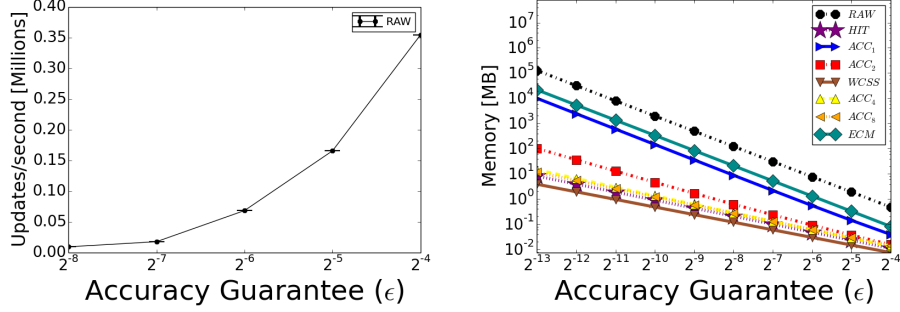 0.40
0.35
0.30
0.25
0.20
0.15
0.10
0.05
0.00
Updates/second [Millions]
RAW
2^-8 2^-7 2^-6 2^-5 2^-4
Accuracy Guarantee (ϵ)
10^7
10^6
10^5
10^4
10^3
10^2
10^1
10^0
10^-1
10^-2
Memory [MB]
RAW
HIT
ACC_1
ACC_2
WCSS
ACC_4
ACC_8
ECM
2^-13 2^-12 2^-11 2^-10 2^-9 2^-8 2^-7 2^-6 2^-5 2^-4
Accuracy Guarantee (ϵ)